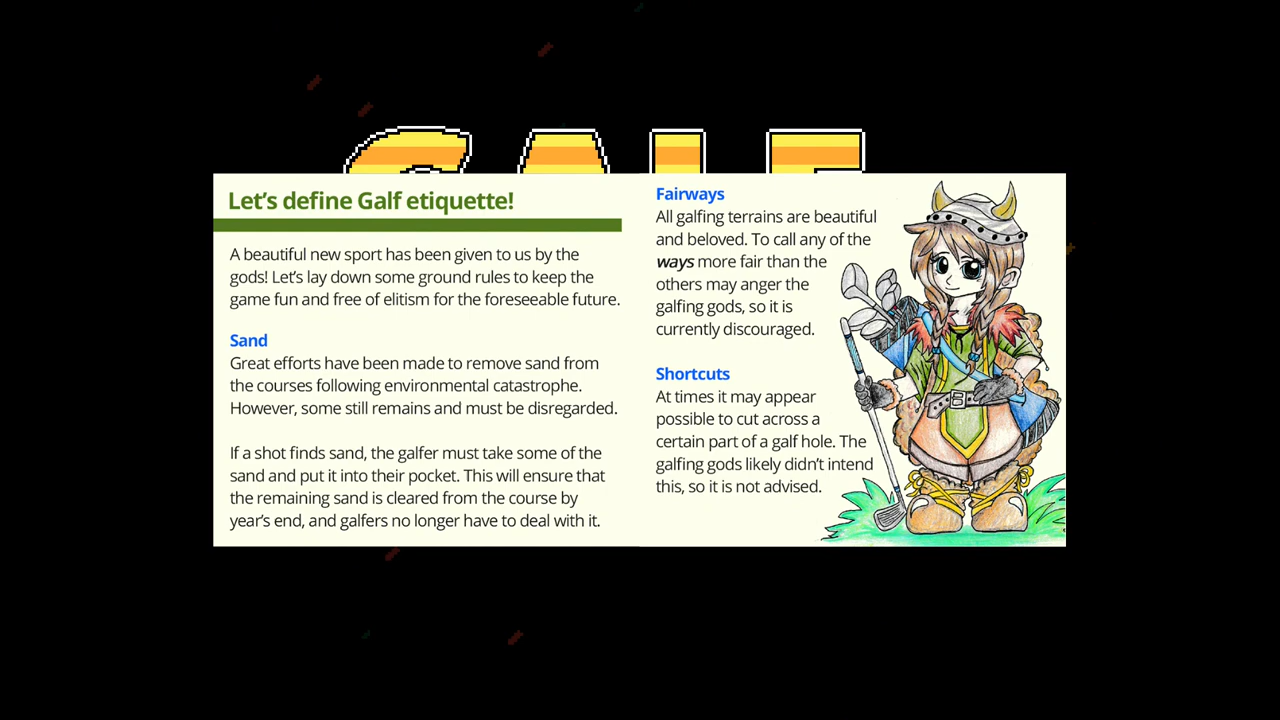 GALF
Let's define Galf etiquette!
A beautiful new sport has been given to us by the
gods! Let's lay down some ground rules to keep the
game fun and free of elitism for the foreseeable future.
Sand
Great efforts have been made to remove sand from
the courses following environmental catastrophe.
However, some still remains and must be disregarded.
If a shot finds sand, the galfer must take some of the
sand and put it into their pocket. This will ensure that
the remaining sand is cleared from the course by
year's end, and galfers no longer have to deal with it.
Fairways
All galfing terrains are beautiful
and beloved. To call any of the
ways more fair than the
others may anger the
galfing gods, so it is
currently discouraged.
Shortcuts
At times it may appear
possible to cut across a
certain part of a galf hole. The
galfing gods likely didn't intend
this, so it is not advised.